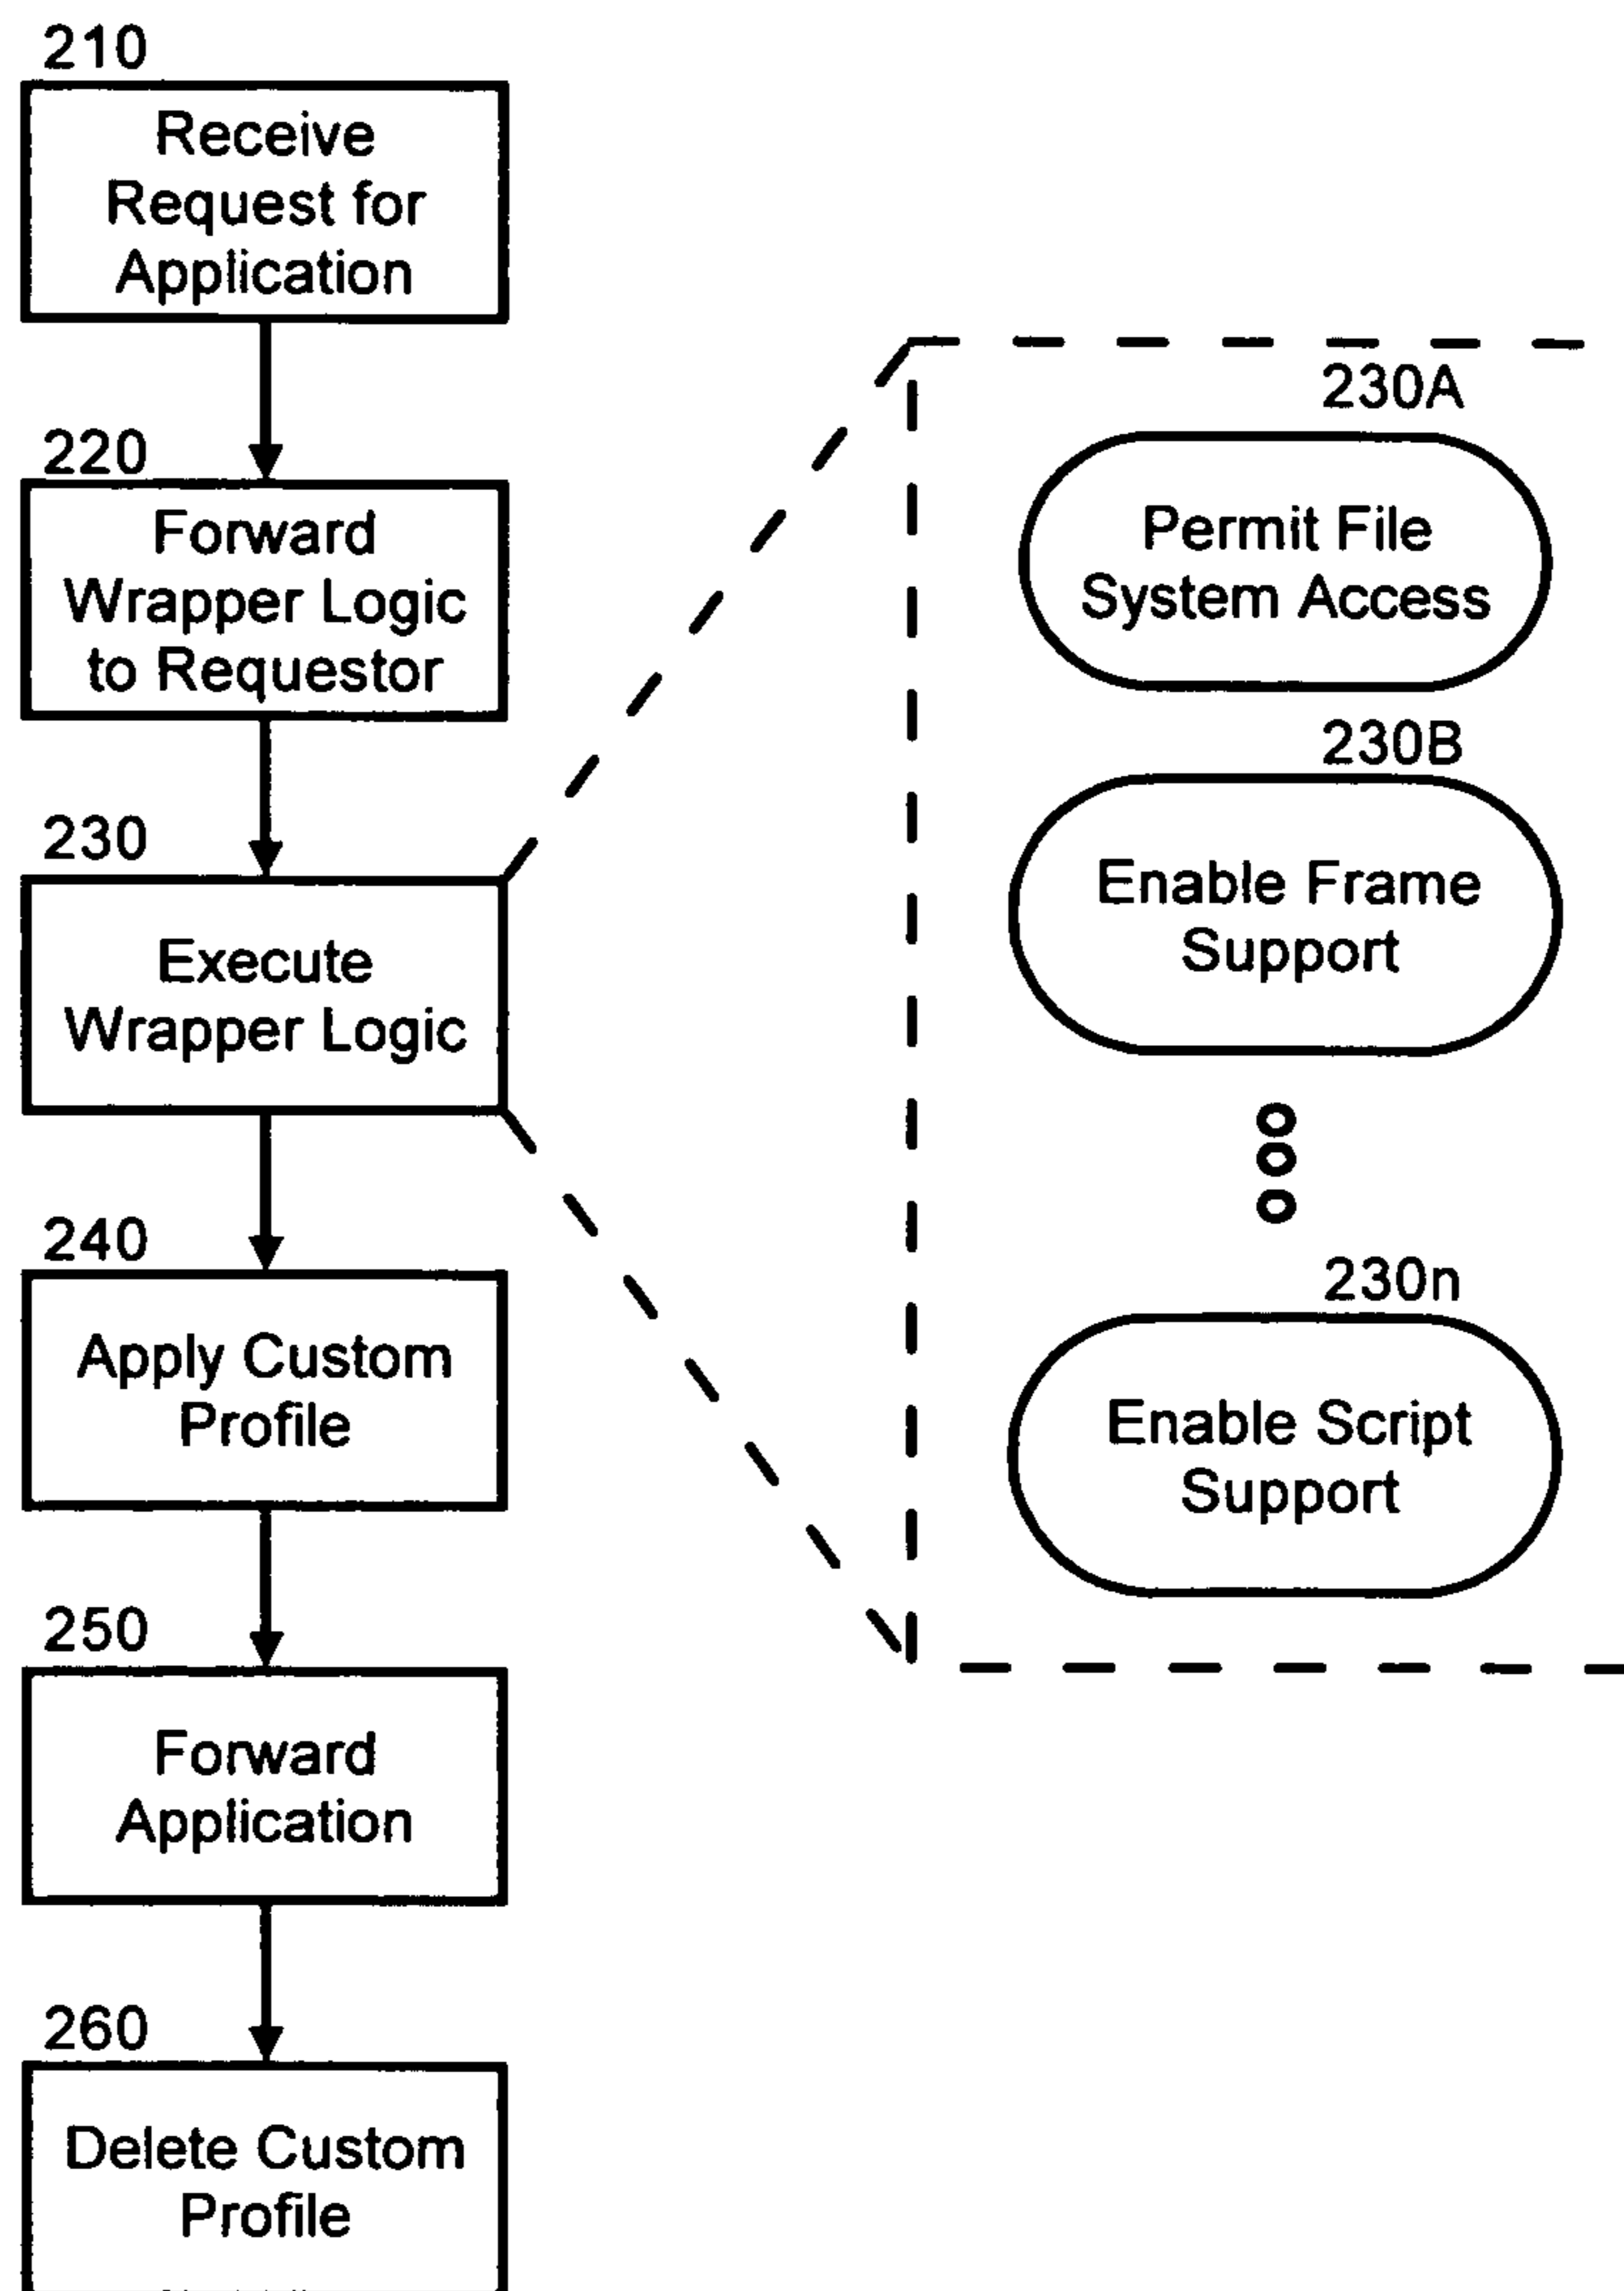 210
Receive
Request for
Application
220
Forward
Wrapper Logic
to Requestor
230
Execute
Wrapper Logic
240
Apply Custom
Profile
250
Forward
Application
260
Delete Custom
Profile
230A
Permit File
System Access
230B
Enable Frame
Support
230n
Enable Script
Support